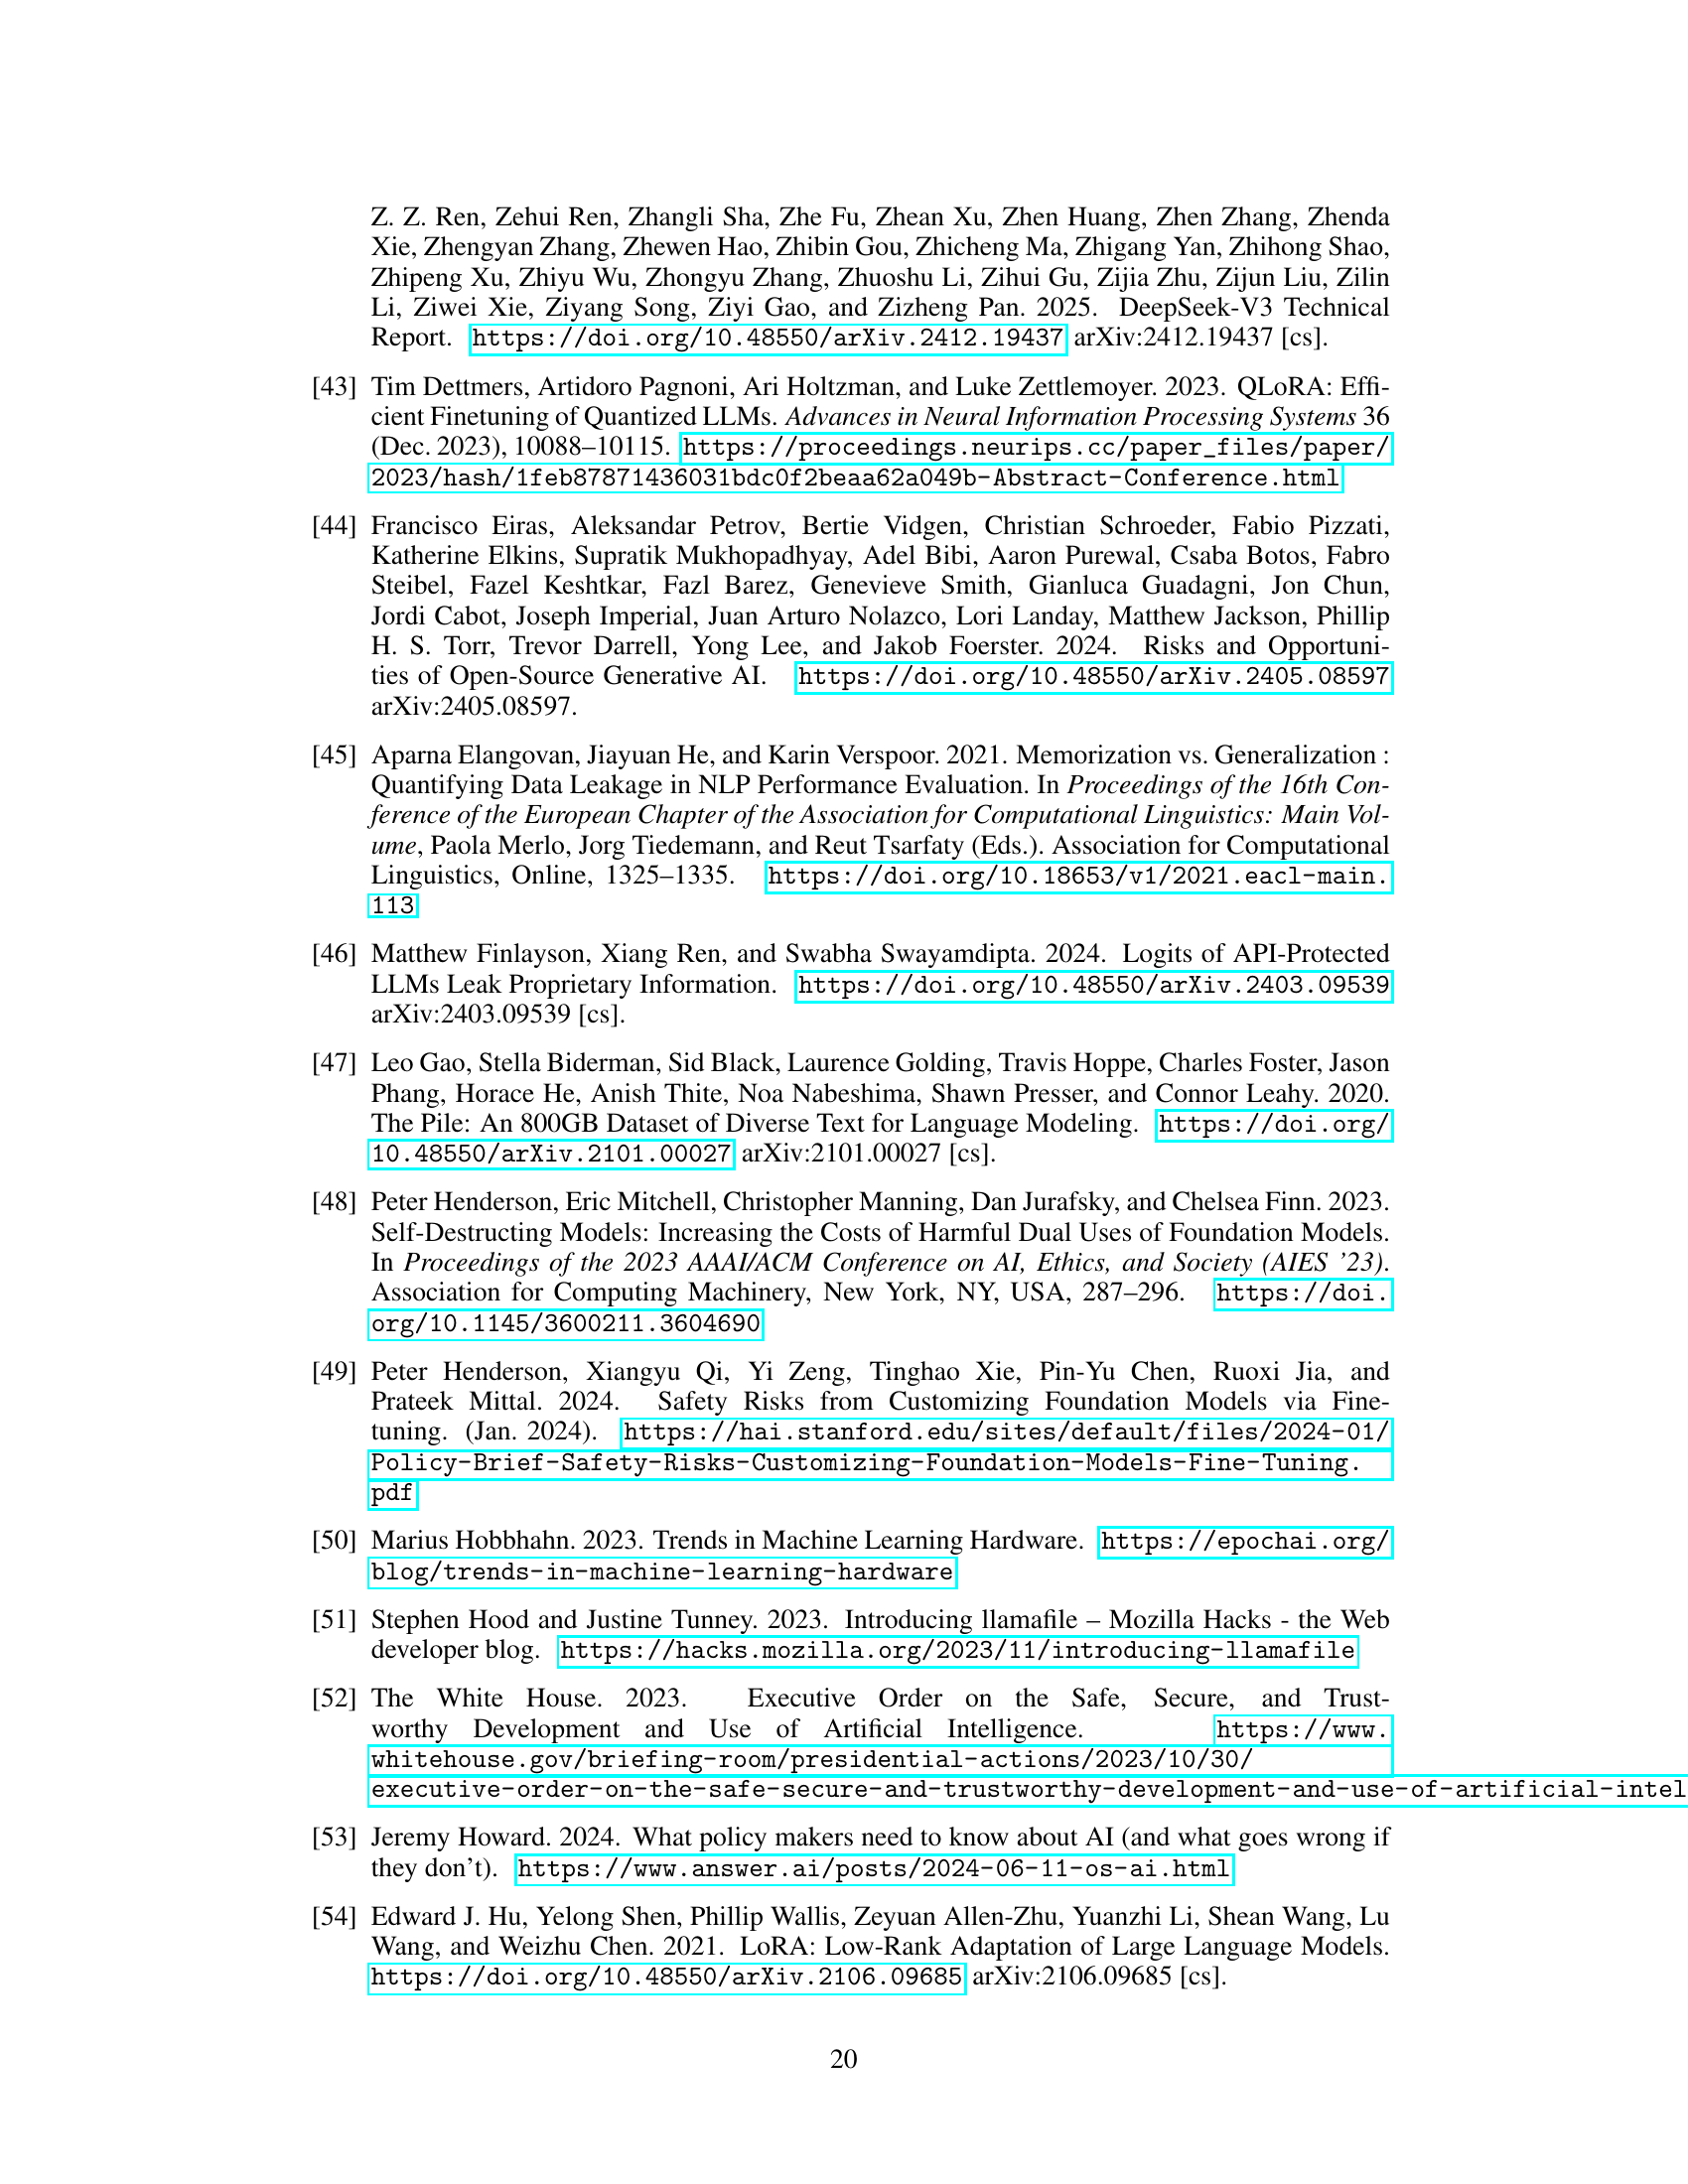 Z. Z. Ren, Zehui Ren, Zhangli Sha, Zhe Fu, Zhean Xu, Zhen Huang, Zhen Zhang, Zhenda
Xie, Zhengyan Zhang, Zhewen Hao, Zhibin Gou, Zhicheng Ma, Zhigang Yan, Zhihong Shao,
Zhipeng Xu, Zhiyu Wu, Zhongyu Zhang, Zhuoshu Li, Zihui Gu, Zijia Zhu, Zijun Liu, Zilin
Li, Ziwei Xie, Ziyang Song, Ziyi Gao, and Zizheng Pan. 2025. DeepSeek-V3 Technical
Report. https://doi.org/10.48550/arXiv.2412.19437 arXiv:2412.19437 [cs].
[43] Tim Dettmers, Artidoro Pagnoni, Ari Holtzman, and Luke Zettlemoyer. 2023. QLoRA: Effi-
cient Finetuning of Quantized LLMs. Advances in Neural Information Processing Systems 36
(Dec. 2023), 10088–10115. https://proceedings.neurips.cc/paper_files/paper/
2023/hash/1feb87871436031bdc0f2beaa62a049b-Abstract-Conference.html
[44] Francisco Eiras, Aleksandar Petrov, Bertie Vidgen, Christian Schroeder, Fabio Pizzati,
Katherine Elkins, Supratik Mukhopadhyay, Adel Bibi, Aaron Purewal, Csaba Botos, Fabro
Steibel, Fazel Keshtkar, Fazl Barez, Genevieve Smith, Gianluca Guadagni, Jon Chun,
Jordi Cabot, Joseph Imperial, Juan Arturo Nolazco, Lori Landay, Matthew Jackson, Phillip
H. S. Torr, Trevor Darrell, Yong Lee, and Jakob Foerster. 2024. Risks and Opportuni-
ties of Open-Source Generative AI. https://doi.org/10.48550/arXiv.2405.08597
arXiv:2405.08597.
[45] Aparna Elangovan, Jiayuan He, and Karin Verspoor. 2021. Memorization vs. Generalization :
Quantifying Data Leakage in NLP Performance Evaluation. In Proceedings of the 16th Con-
ference of the European Chapter of the Association for Computational Linguistics: Main Vol-
ume, Paola Merlo, Jorg Tiedemann, and Reut Tsarfaty (Eds.). Association for Computational
Linguistics, Online, 1325–1335. https://doi.org/10.18653/v1/2021.eacl-main.
113
[46] Matthew Finlayson, Xiang Ren, and Swabha Swayamdipta. 2024. Logits of API-Protected
LLMs Leak Proprietary Information. https://doi.org/10.48550/arXiv.2403.09539
arXiv:2403.09539 [cs].
[47] Leo Gao, Stella Biderman, Sid Black, Laurence Golding, Travis Hoppe, Charles Foster, Jason
Phang, Horace He, Anish Thite, Noa Nabeshima, Shawn Presser, and Connor Leahy. 2020.
The Pile: An 800GB Dataset of Diverse Text for Language Modeling. https://doi.org/
10.48550/arXiv.2101.00027 arXiv:2101.00027 [cs].
[48] Peter Henderson, Eric Mitchell, Christopher Manning, Dan Jurafsky, and Chelsea Finn. 2023.
Self-Destructing Models: Increasing the Costs of Harmful Dual Uses of Foundation Models.
In Proceedings of the 2023 AAAI/ACM Conference on AI, Ethics, and Society (AIES ’23).
Association for Computing Machinery, New York, NY, USA, 287–296. https://doi.
org/10.1145/3600211.3604690
[49] Peter Henderson, Xiangyu Qi, Yi Zeng, Tinghao Xie, Pin-Yu Chen, Ruoxi Jia, and
Prateek Mittal. 2024. Safety Risks from Customizing Foundation Models via Fine-
tuning. (Jan. 2024). https://hai.stanford.edu/sites/default/files/2024-01/
Policy-Brief-Safety-Risks-Customizing-Foundation-Models-Fine-Tuning.
pdf
[50] Marius Hobbhahn. 2023. Trends in Machine Learning Hardware. https://epochai.org/
blog/trends-in-machine-learning-hardware
[51] Stephen Hood and Justine Tunney. 2023. Introducing llamafile – Mozilla Hacks - the Web
developer blog. https://hacks.mozilla.org/2023/11/introducing-llamafile
[52] The White House. 2023. Executive Order on the Safe, Secure, and Trust-
worthy Development and Use of Artificial Intelligence. https://www.
whitehouse.gov/briefing-room/presidential-actions/2023/10/30/
executive-order-on-the-safe-secure-and-trustworthy-development-and-use-of-artificial-intel
[53] Jeremy Howard. 2024. What policy makers need to know about AI (and what goes wrong if
they don’t). https://www.answer.ai/posts/2024-06-11-os-ai.html
[54] Edward J. Hu, Yelong Shen, Phillip Wallis, Zeyuan Allen-Zhu, Yuanzhi Li, Shean Wang, Lu
Wang, and Weizhu Chen. 2021. LoRA: Low-Rank Adaptation of Large Language Models.
https://doi.org/10.48550/arXiv.2106.09685 arXiv:2106.09685 [cs].
20